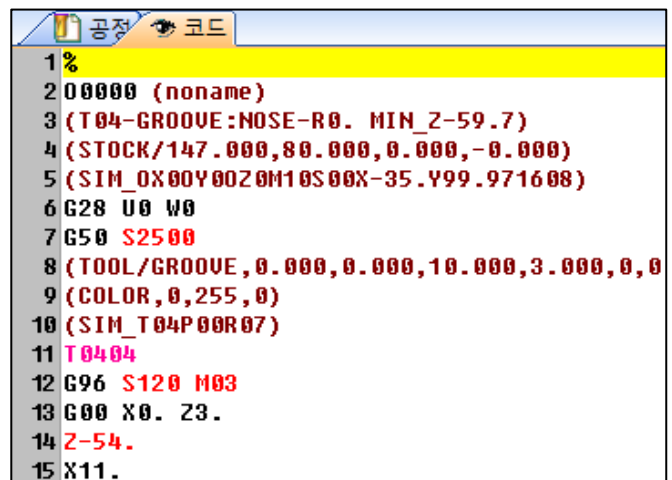 공정 코드
1 %
2 O0000 (noname)
3 (T04-GROOVE:NOSE-R0. MIN_Z-59.7)
4 (STOCK/147.000,80.000,0.000,-0.000)
5 (SIM_OX0OY0OZ0M10S00X-35.Y99.971608)
6 G28 U0 W0
7 G50 S2500
8 (TOOL/GROOVE,0.000,0.000,10.000,3.000,0,0
9 (COLOR,0,255,0)
10 (SIM_T04P00R07)
11 T0404
12 G96 S120 M03
13 G00 X0. Z3.
14 Z-54.
15 X11.